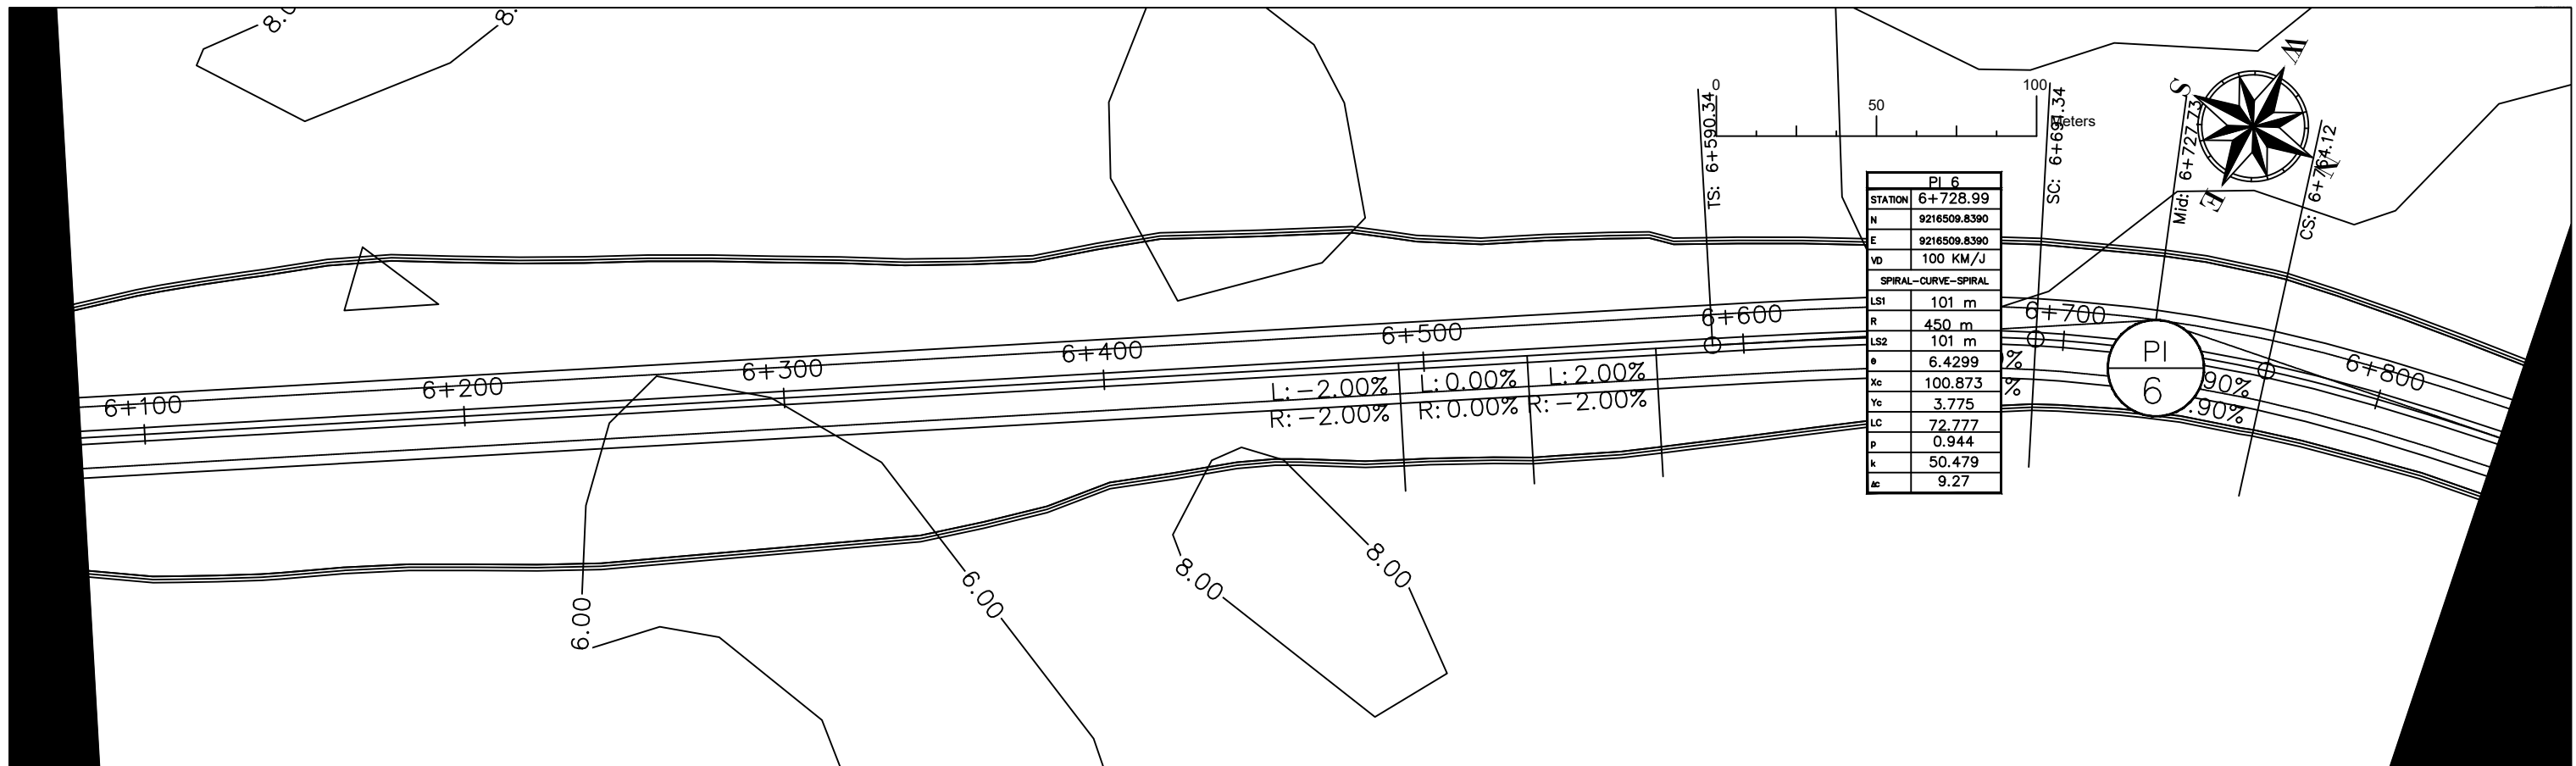 TS: 6+590.34
0
50
100
Meters
SC: 6+691.34
Mid: 6+727.73
CS: 6+764.12
S
W
N
E
PI 6
STATION 6+728.99
N 9216509.8390
E 9216509.8390
VD 100 KM/J
SPIRAL-CURVE-SPIRAL
LS1 101 m
R 450 m
LS2 101 m
θ 6.4299
Xc 100.873
Yc 3.775
LC 72.777
p 0.944
k 50.479
Δc 9.27
6+100
6+200
6+300
6+400
6+500
6+600
6+700
6+800
L: -2.00%
R: -2.00%
L: 0.00%
R: 0.00%
L: 2.00%
R: -2.00%
PI
6
90%
.90%
6.00
6.00
8.00
8.00